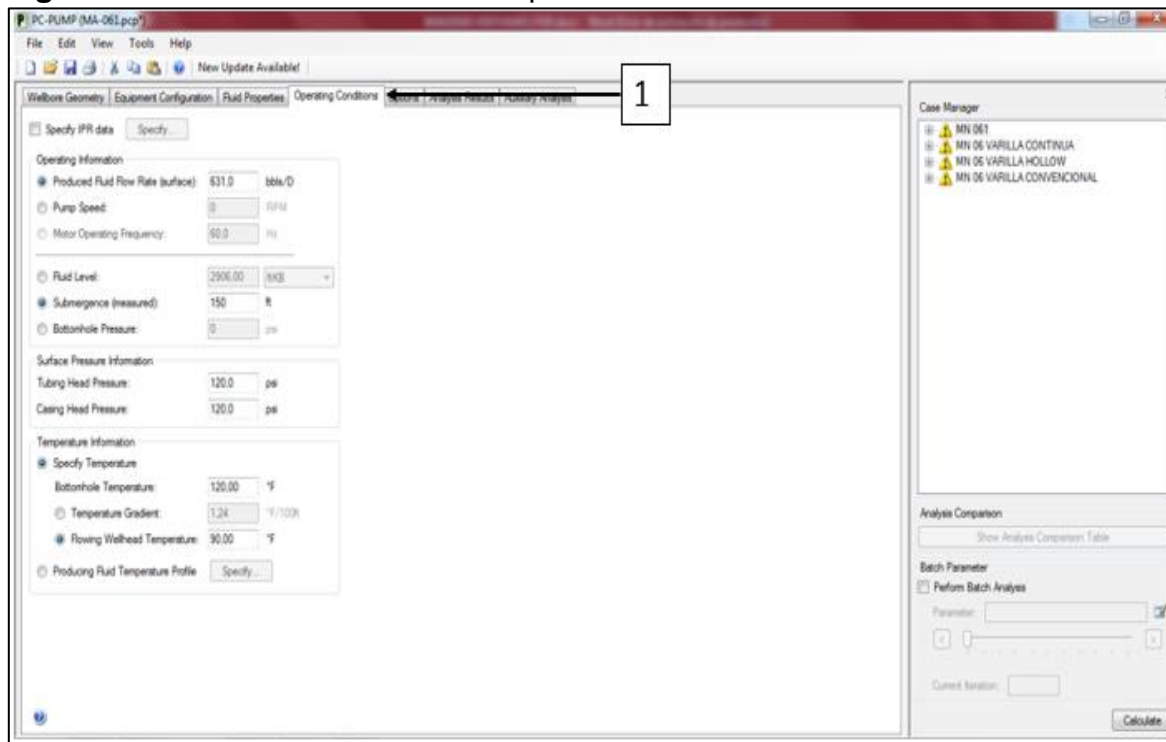 PC-PUMP (MA-061.pcp*)
File Edit View Tools Help
New Update Available!
Wellbore Geometry Equipment Configuration Fluid Properties Operating Conditions Options Analysis Results Auxiliary Analysis
1
Specify IPR data Specify...
Operating Information
Produced Fluid Flow Rate (surface): 631.0 bbls/D
Pump Speed: 0 RPM
Motor Operating Frequency: 60.0 Hz
Fluid Level: 2906.00
Submergence (measured): 150 ft
Bottomhole Pressure: 0 psi
Surface Pressure Information
Tubing Head Pressure: 120.0 psi
Casing Head Pressure: 120.0 psi
Temperature Information
Specify Temperature
Bottomhole Temperature: 120.00 °F
Temperature Gradient: 1.24 °F/100ft
Flowing Wellhead Temperature: 90.00 °F
Producing Fluid Temperature Profile Specify...
Case Manager
MN 061
MN 06 VARILLA CONTINUA
MN 06 VARILLA HOLLOW
MN 06 VARILLA CONVENCIONAL
Analysis Comparison
Show Analysis Comparison Table
Batch Parameter
Perform Batch Analysis
Parameter:
Current Iteration:
Calculate